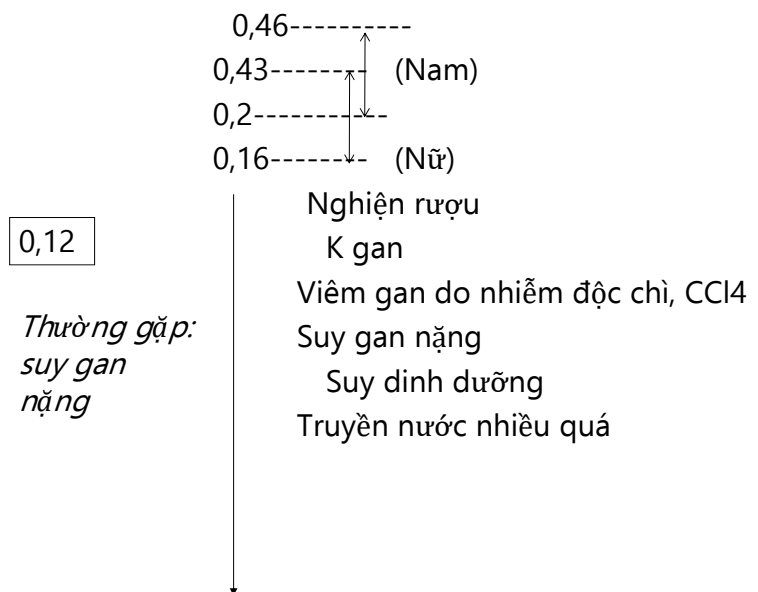 0,46
0,43 (Nam)
0,2
0,16 (Nữ)
Nghiện rượu
0,12
K gan
Viêm gan do nhiễm độc chì, CCl4
Thường gặp:
suy gan
nặng
Suy gan nặng
Suy dinh dưỡng
Truyền nước nhiều quá